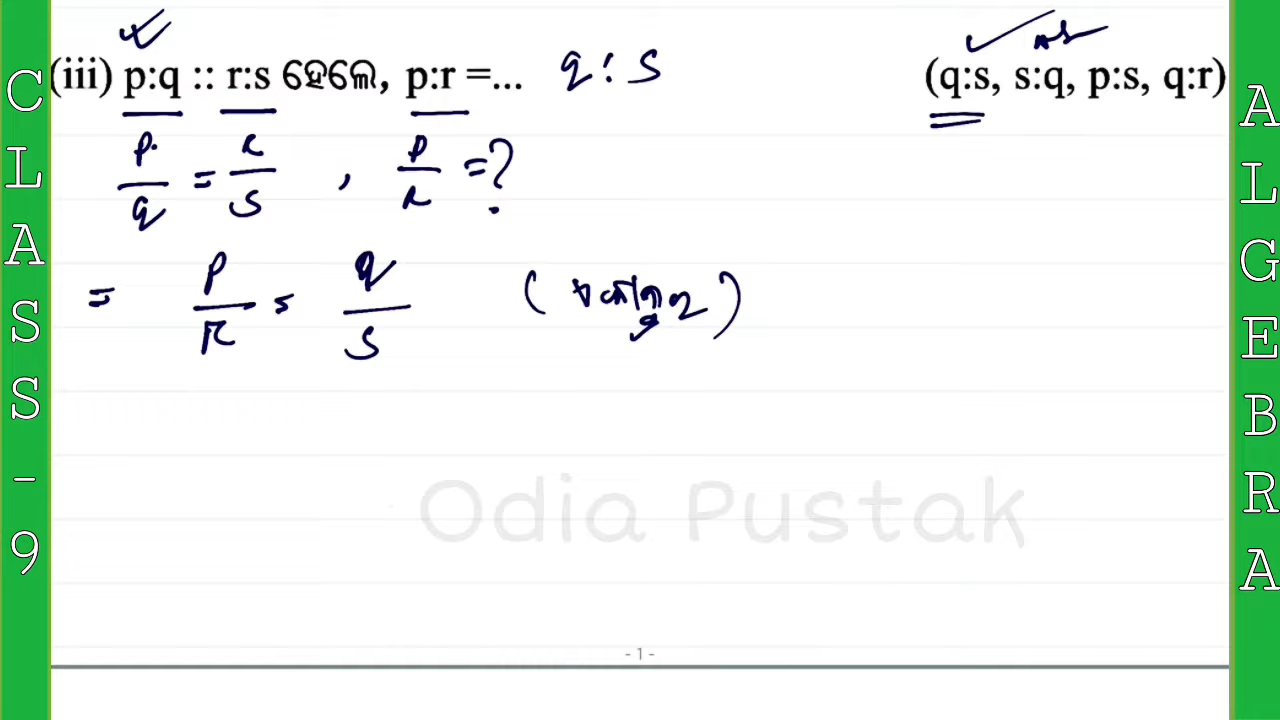 (iii) p:q :: r:s ହେଲେ, p:r =... q : s (q:s, s:q, p:s, q:r)
p/q = r/s , p/r = ?
= p/r = q/s
Odia Pustak
- 1 -
CLASS-9
ALGEBRA